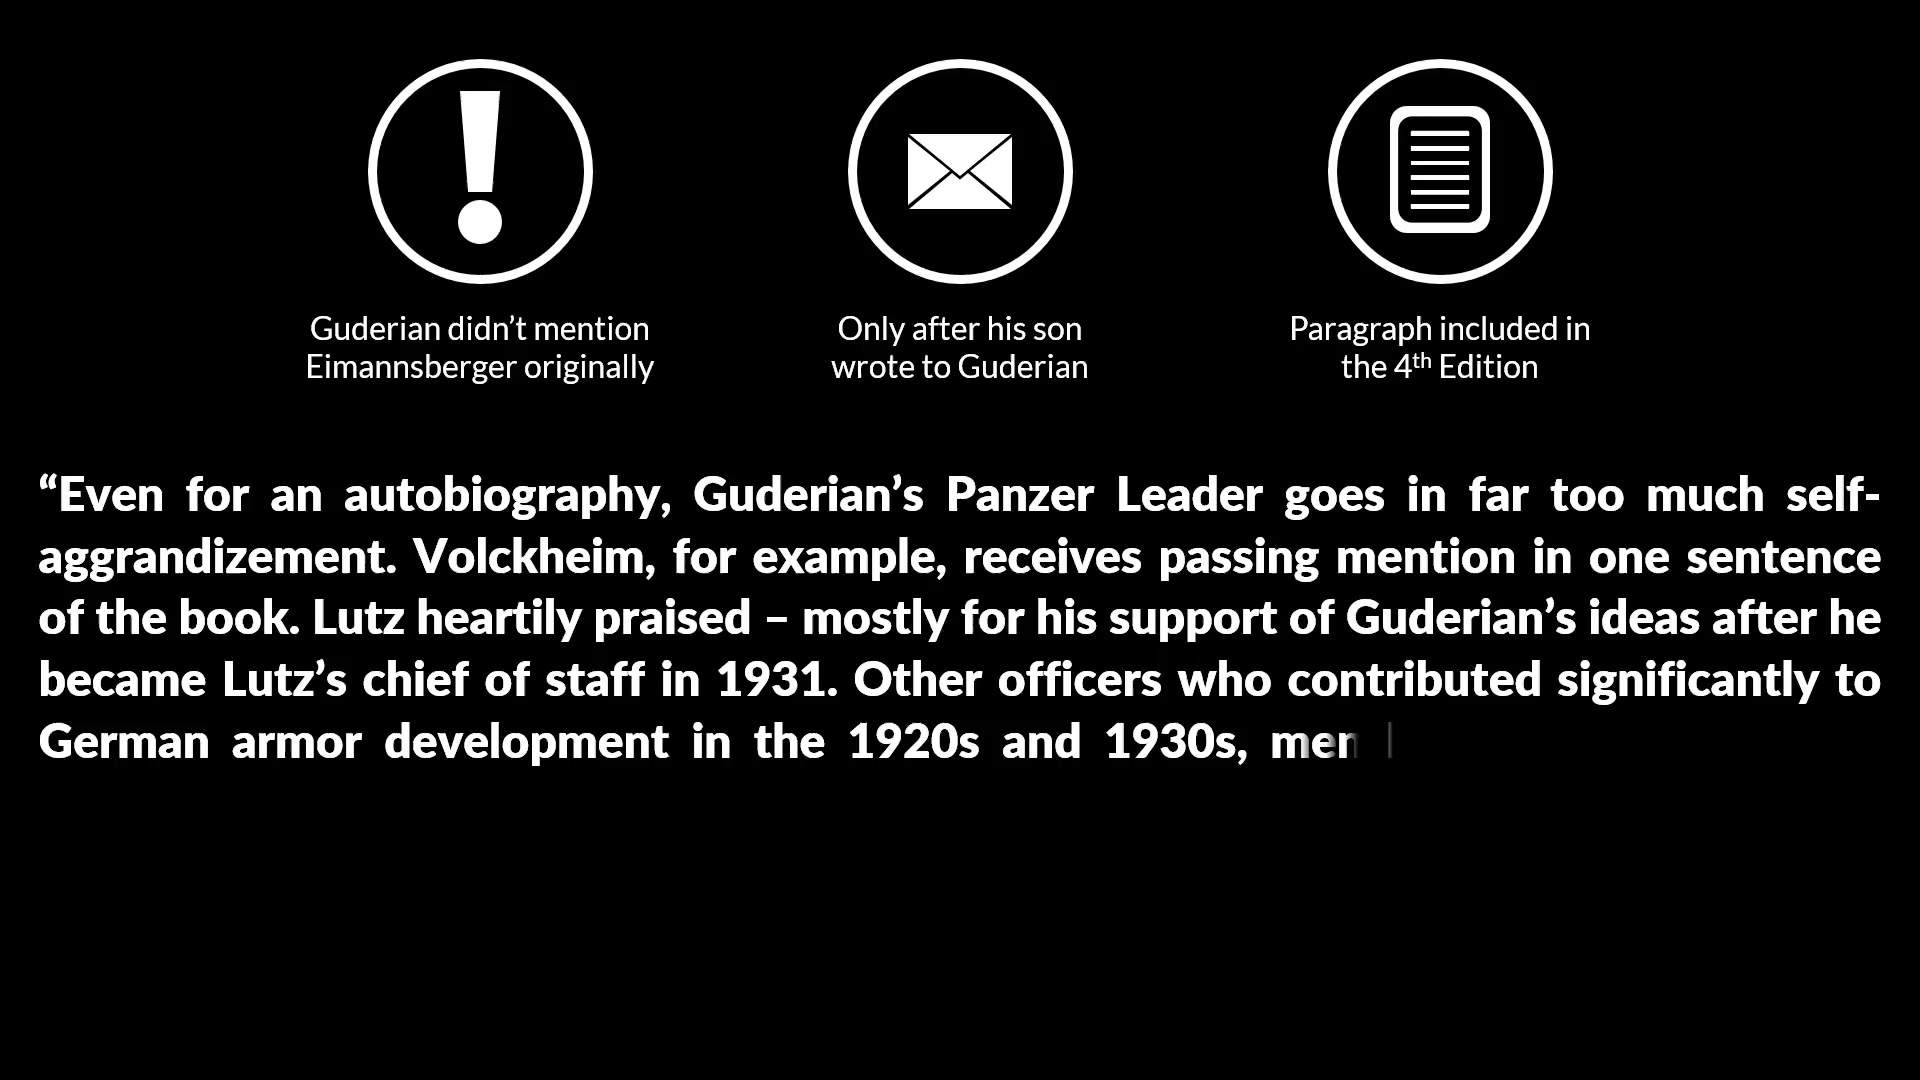 Guderian didn’t mention
Eimannsberger originally
Only after his son
wrote to Guderian
Paragraph included in
the 4th Edition
“Even for an autobiography, Guderian’s Panzer Leader goes in far too much self-
aggrandizement. Volckheim, for example, receives passing mention in one sentence
of the book. Lutz heartily praised – mostly for his support of Guderian’s ideas after he
became Lutz’s chief of staff in 1931. Other officers who contributed significantly to
German armor development in the 1920s and 1930s,